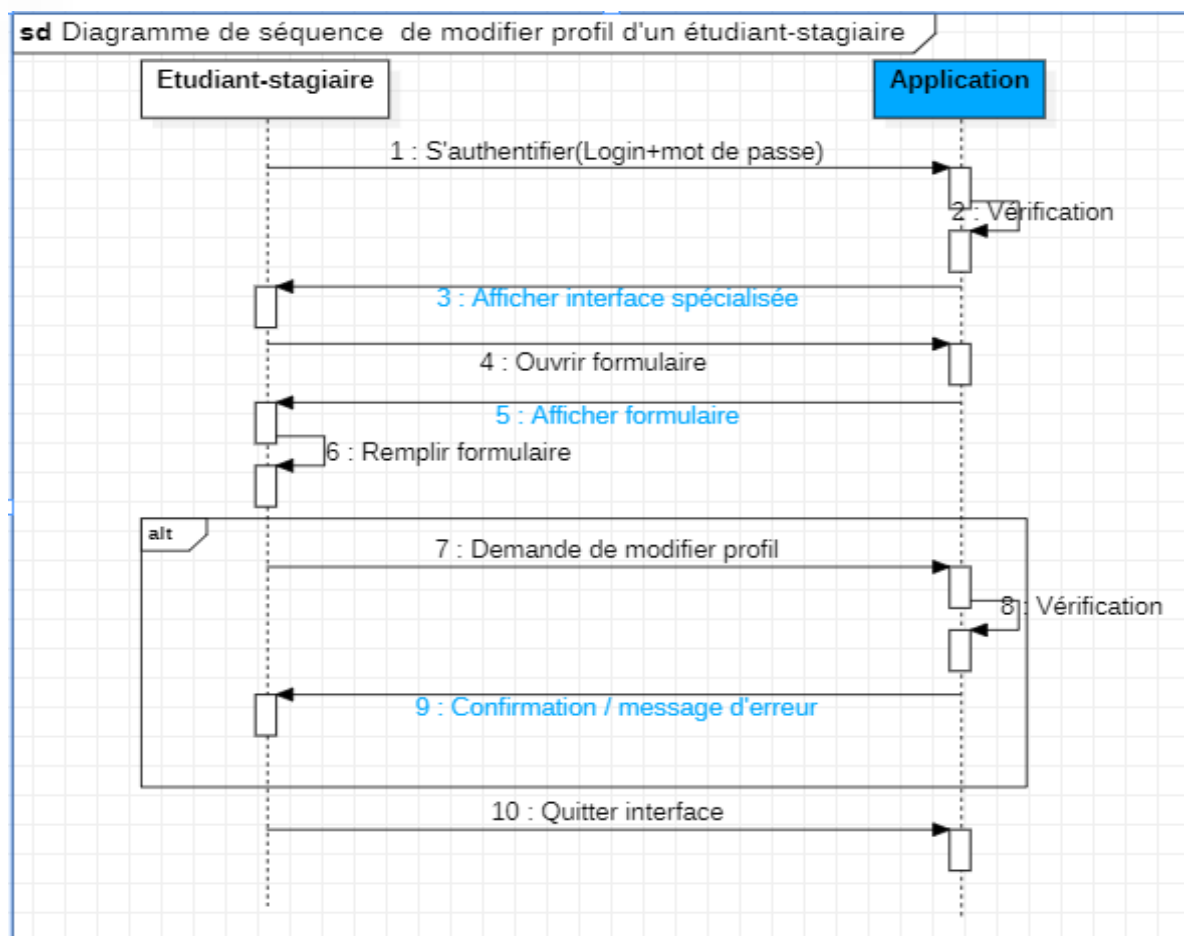 sd Diagramme de séquence de modifier profil d'un étudiant-stagiaire
Etudiant-stagiaire
Application
1 : S'authentifier(Login+mot de passe)
2 : Vérification
3 : Afficher interface spécialisée
4 : Ouvrir formulaire
5 : Afficher formulaire
6 : Remplir formulaire
alt
7 : Demande de modifier profil
8 : Vérification
9 : Confirmation / message d'erreur
10 : Quitter interface